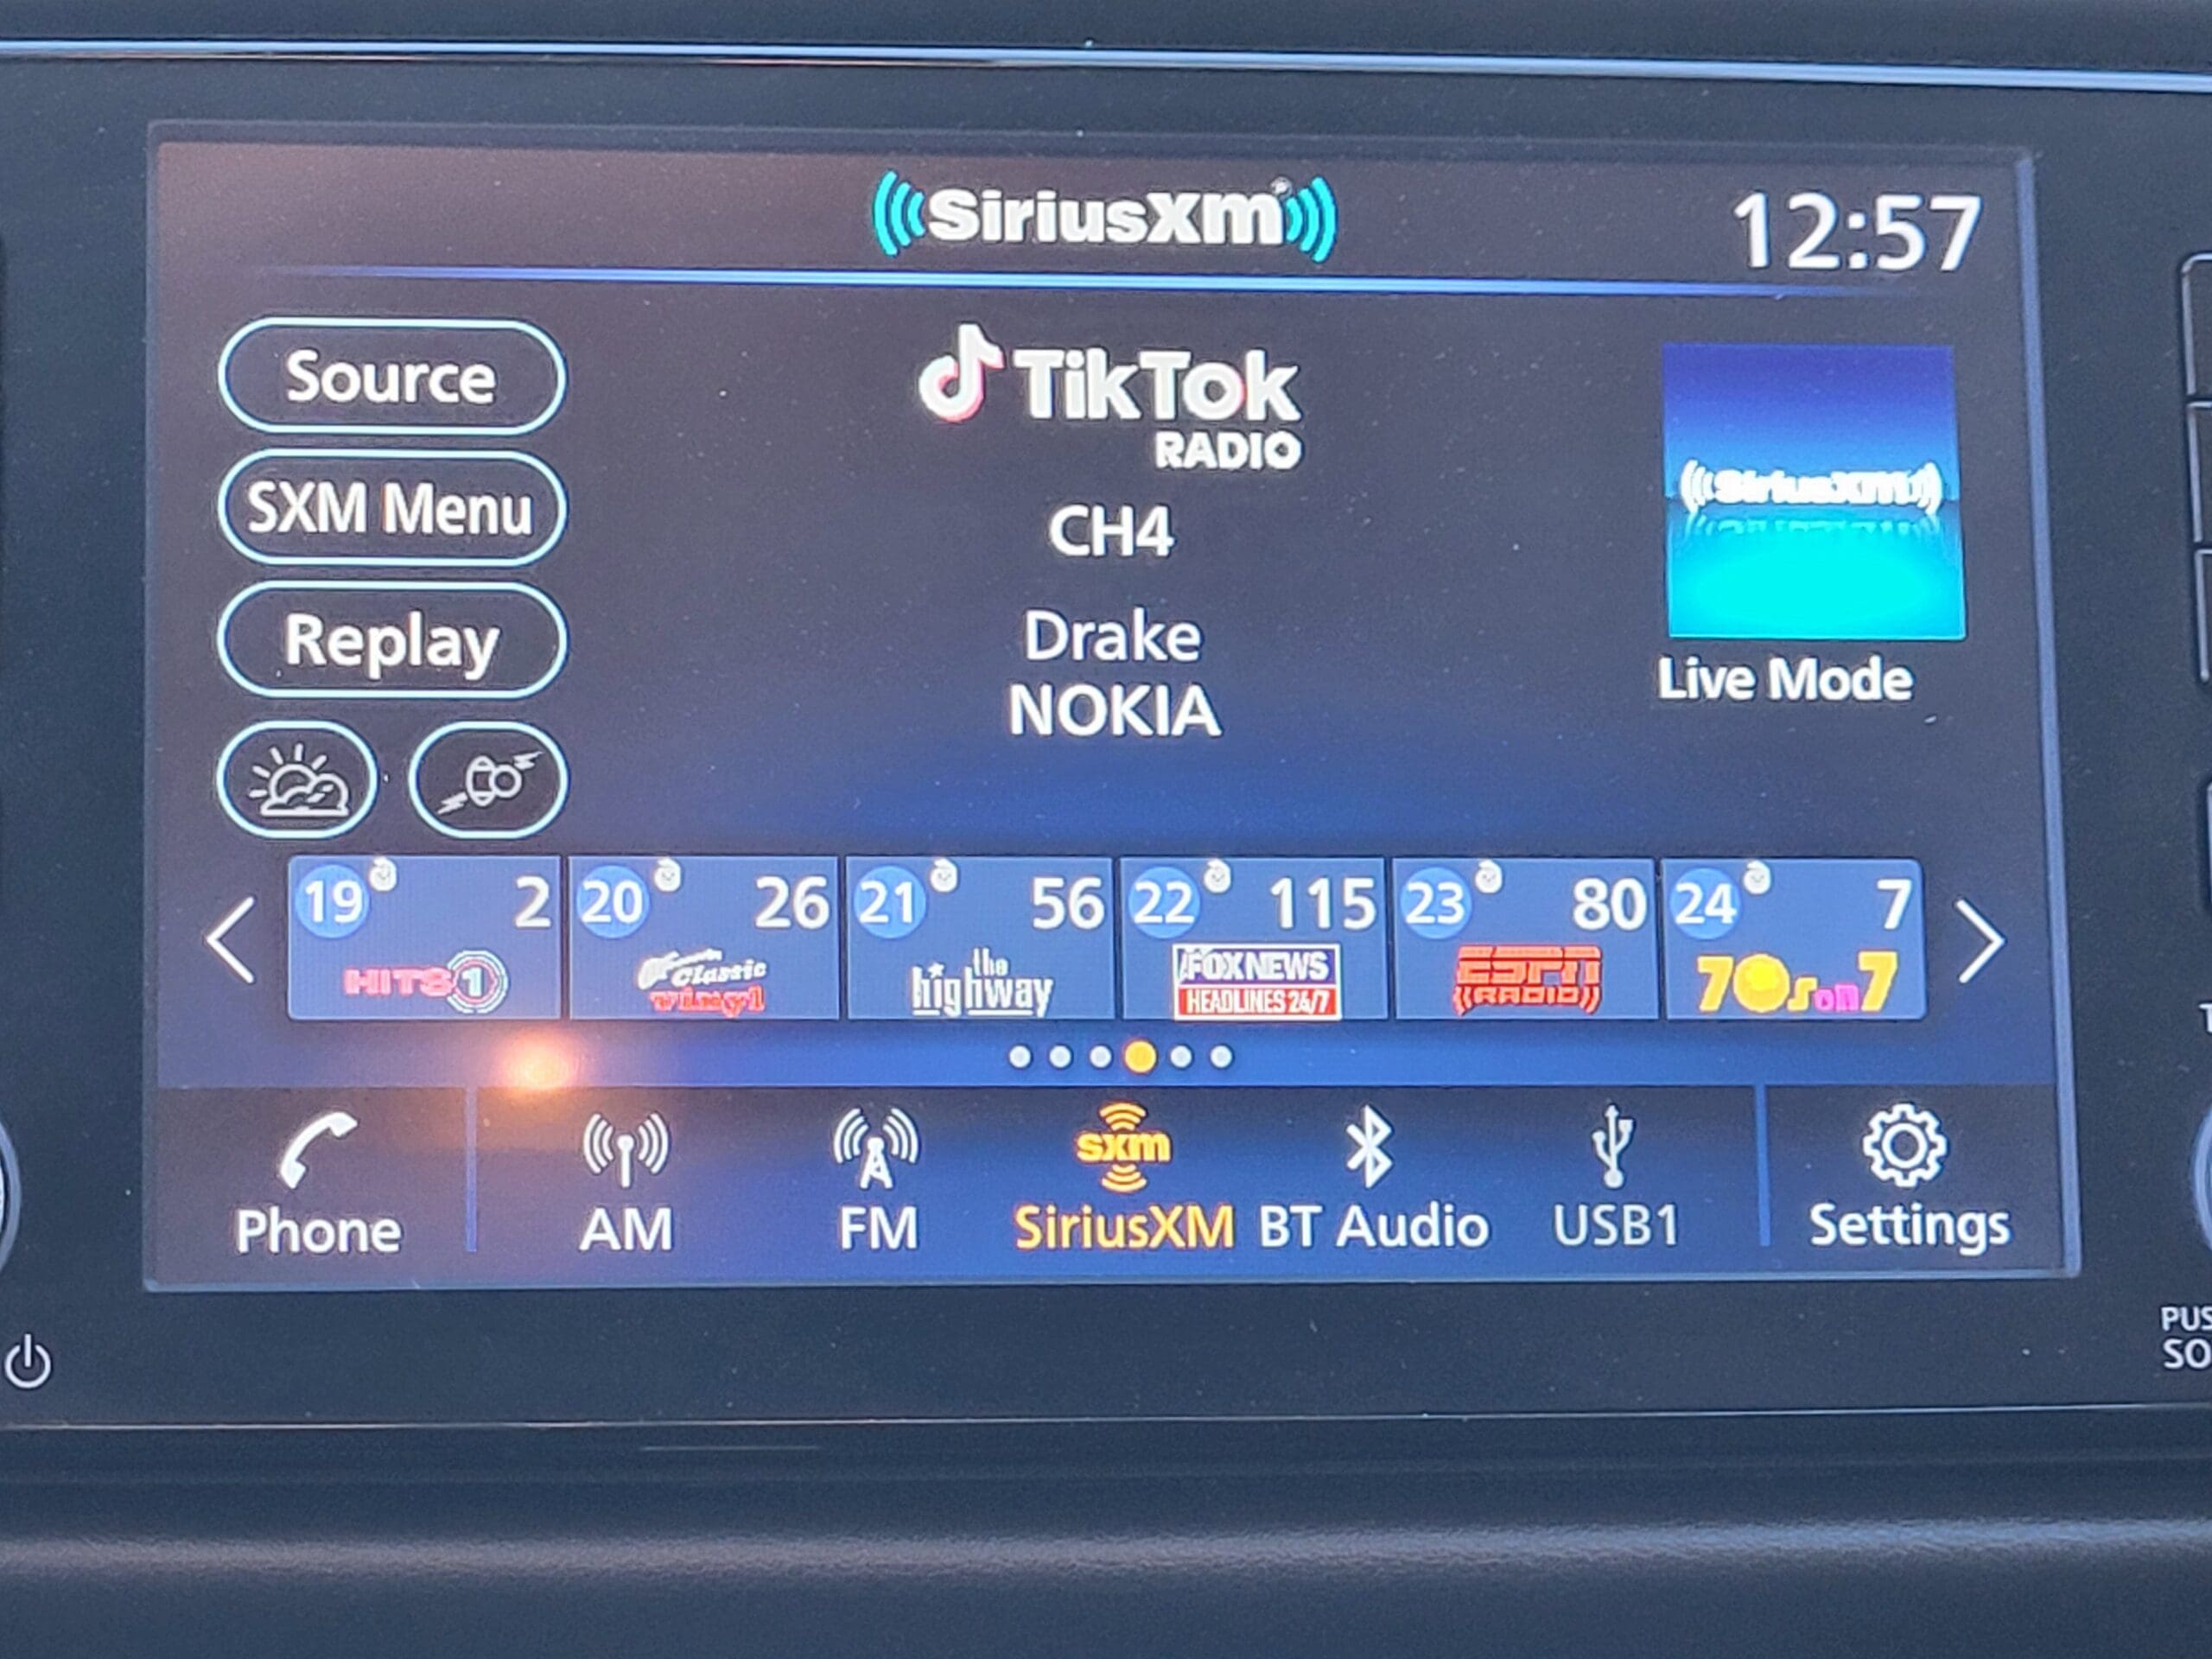 SiriusXM
12:57
Source
SXM Menu
Replay
TikTok
RADIO
CH4
Drake
NOKIA
SiriusXM
Live Mode
19 2
HITS 1
20 26
Classic
vinyl
21 56
the
highway
22 115
FOX NEWS
HEADLINES 24/7
23 80
ESPN
RADIO
24 7
70s on 7
Phone
AM
FM
sxm
SiriusXM
BT Audio
USB1
Settings